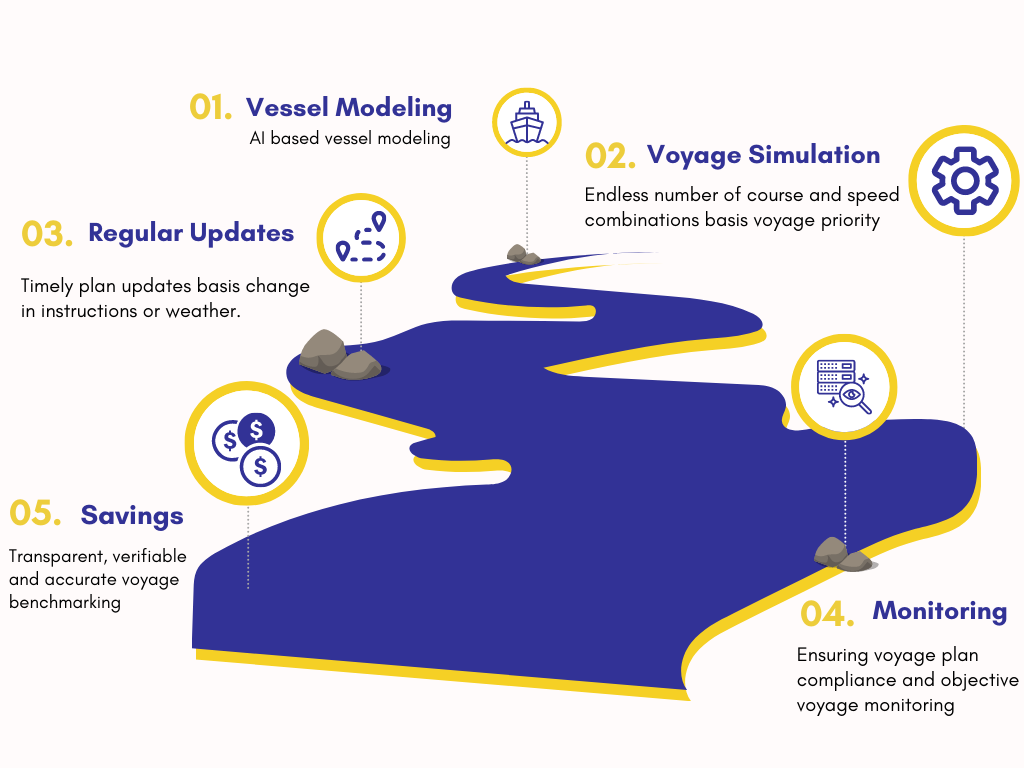 01. Vessel Modeling
AI based vessel modeling
02. Voyage Simulation
Endless number of course and speed
combinations basis voyage priority
03. Regular Updates
Timely plan updates basis change
in instructions or weather.
04. Monitoring
Ensuring voyage plan
compliance and objective
voyage monitoring
05. Savings
Transparent, verifiable
and accurate voyage
benchmarking
$
$
$